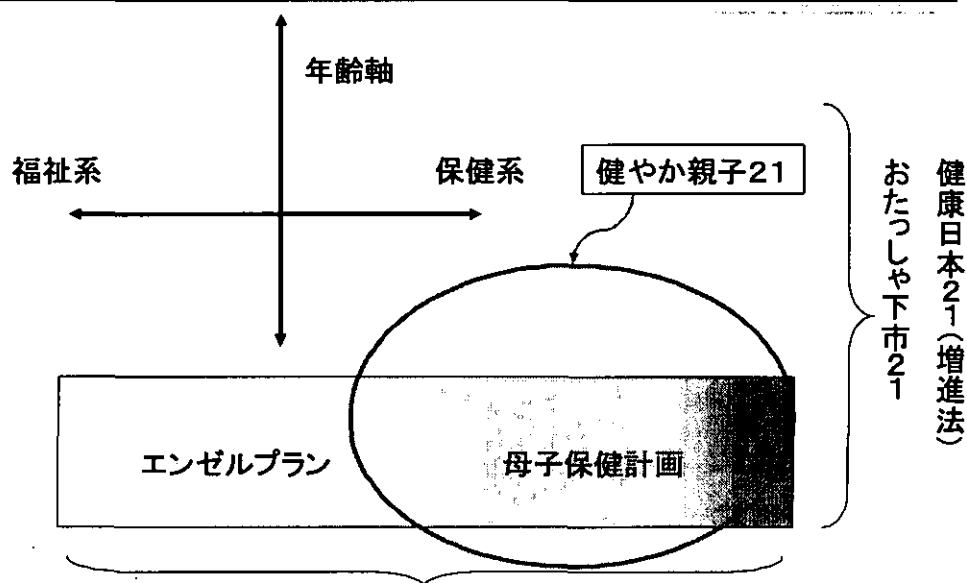 年齢軸
福祉系
保健系
健やか親子21
健康日本21(増進法)
おたっしゃ下市21
エンゼルプラン
母子保健計画